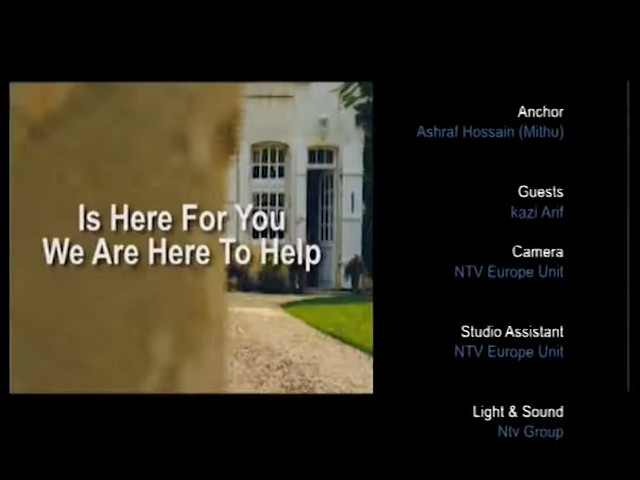 Is Here For You
We Are Here To Help
Anchor
Ashraf Hossain (Mithu)
Guests
kazi Arif
Camera
NTV Europe Unit
Studio Assistant
NTV Europe Unit
Light & Sound
Ntv Group